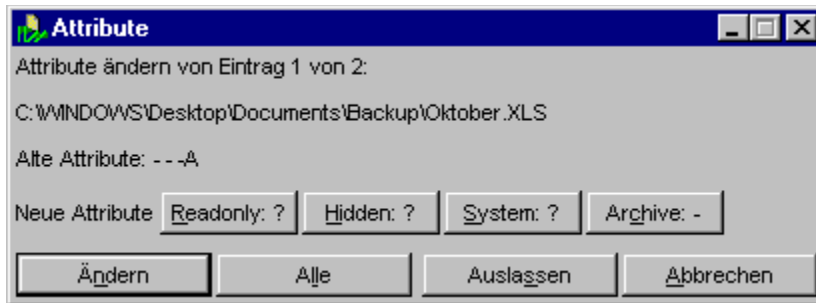 Attribute
Attribute ändern von Eintrag 1 von 2:
C:\WINDOWS\Desktop\Documents\Backup\Oktober.XLS
Alte Attribute: - - -A
Neue Attribute Readonly: ? Hidden: ? System: ? Archive: -
Ändern Alle Auslassen Abbrechen